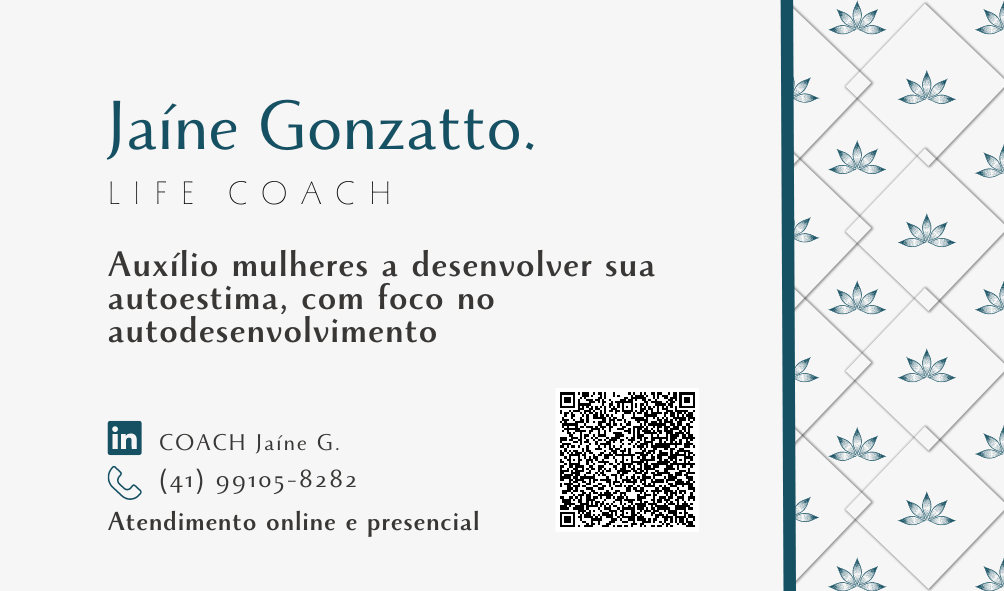 Jaíne Gonzatto.
LIFE COACH
Auxílio mulheres a desenvolver sua
autoestima, com foco no
autodesenvolvimento
in COACH Jaíne G.
(41) 99105-8282
Atendimento online e presencial